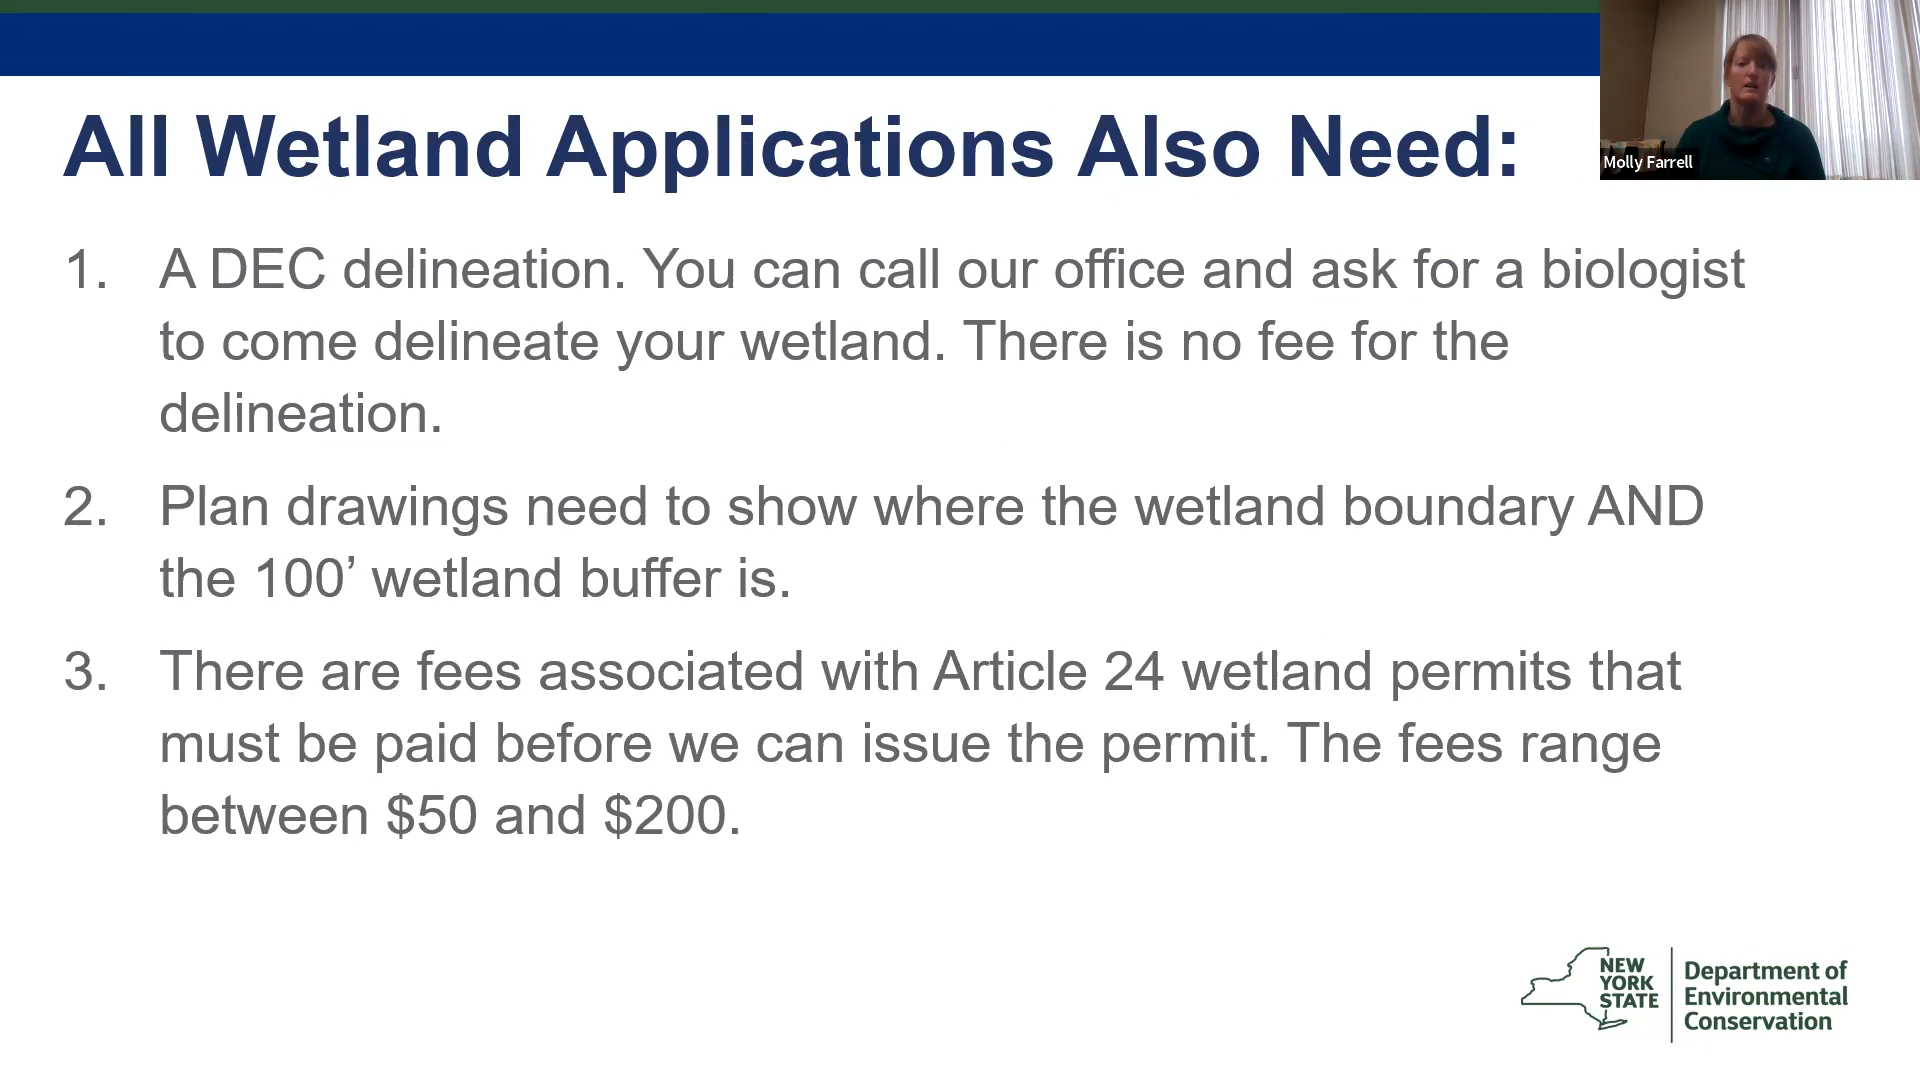 All Wetland Applications Also Need:
Molly Farrell
1. A DEC delineation. You can call our office and ask for a biologist
to come delineate your wetland. There is no fee for the
delineation.
2. Plan drawings need to show where the wetland boundary AND
the 100’ wetland buffer is.
3. There are fees associated with Article 24 wetland permits that
must be paid before we can issue the permit. The fees range
between $50 and $200.
NEW
YORK
STATE
Department of
Environmental
Conservation